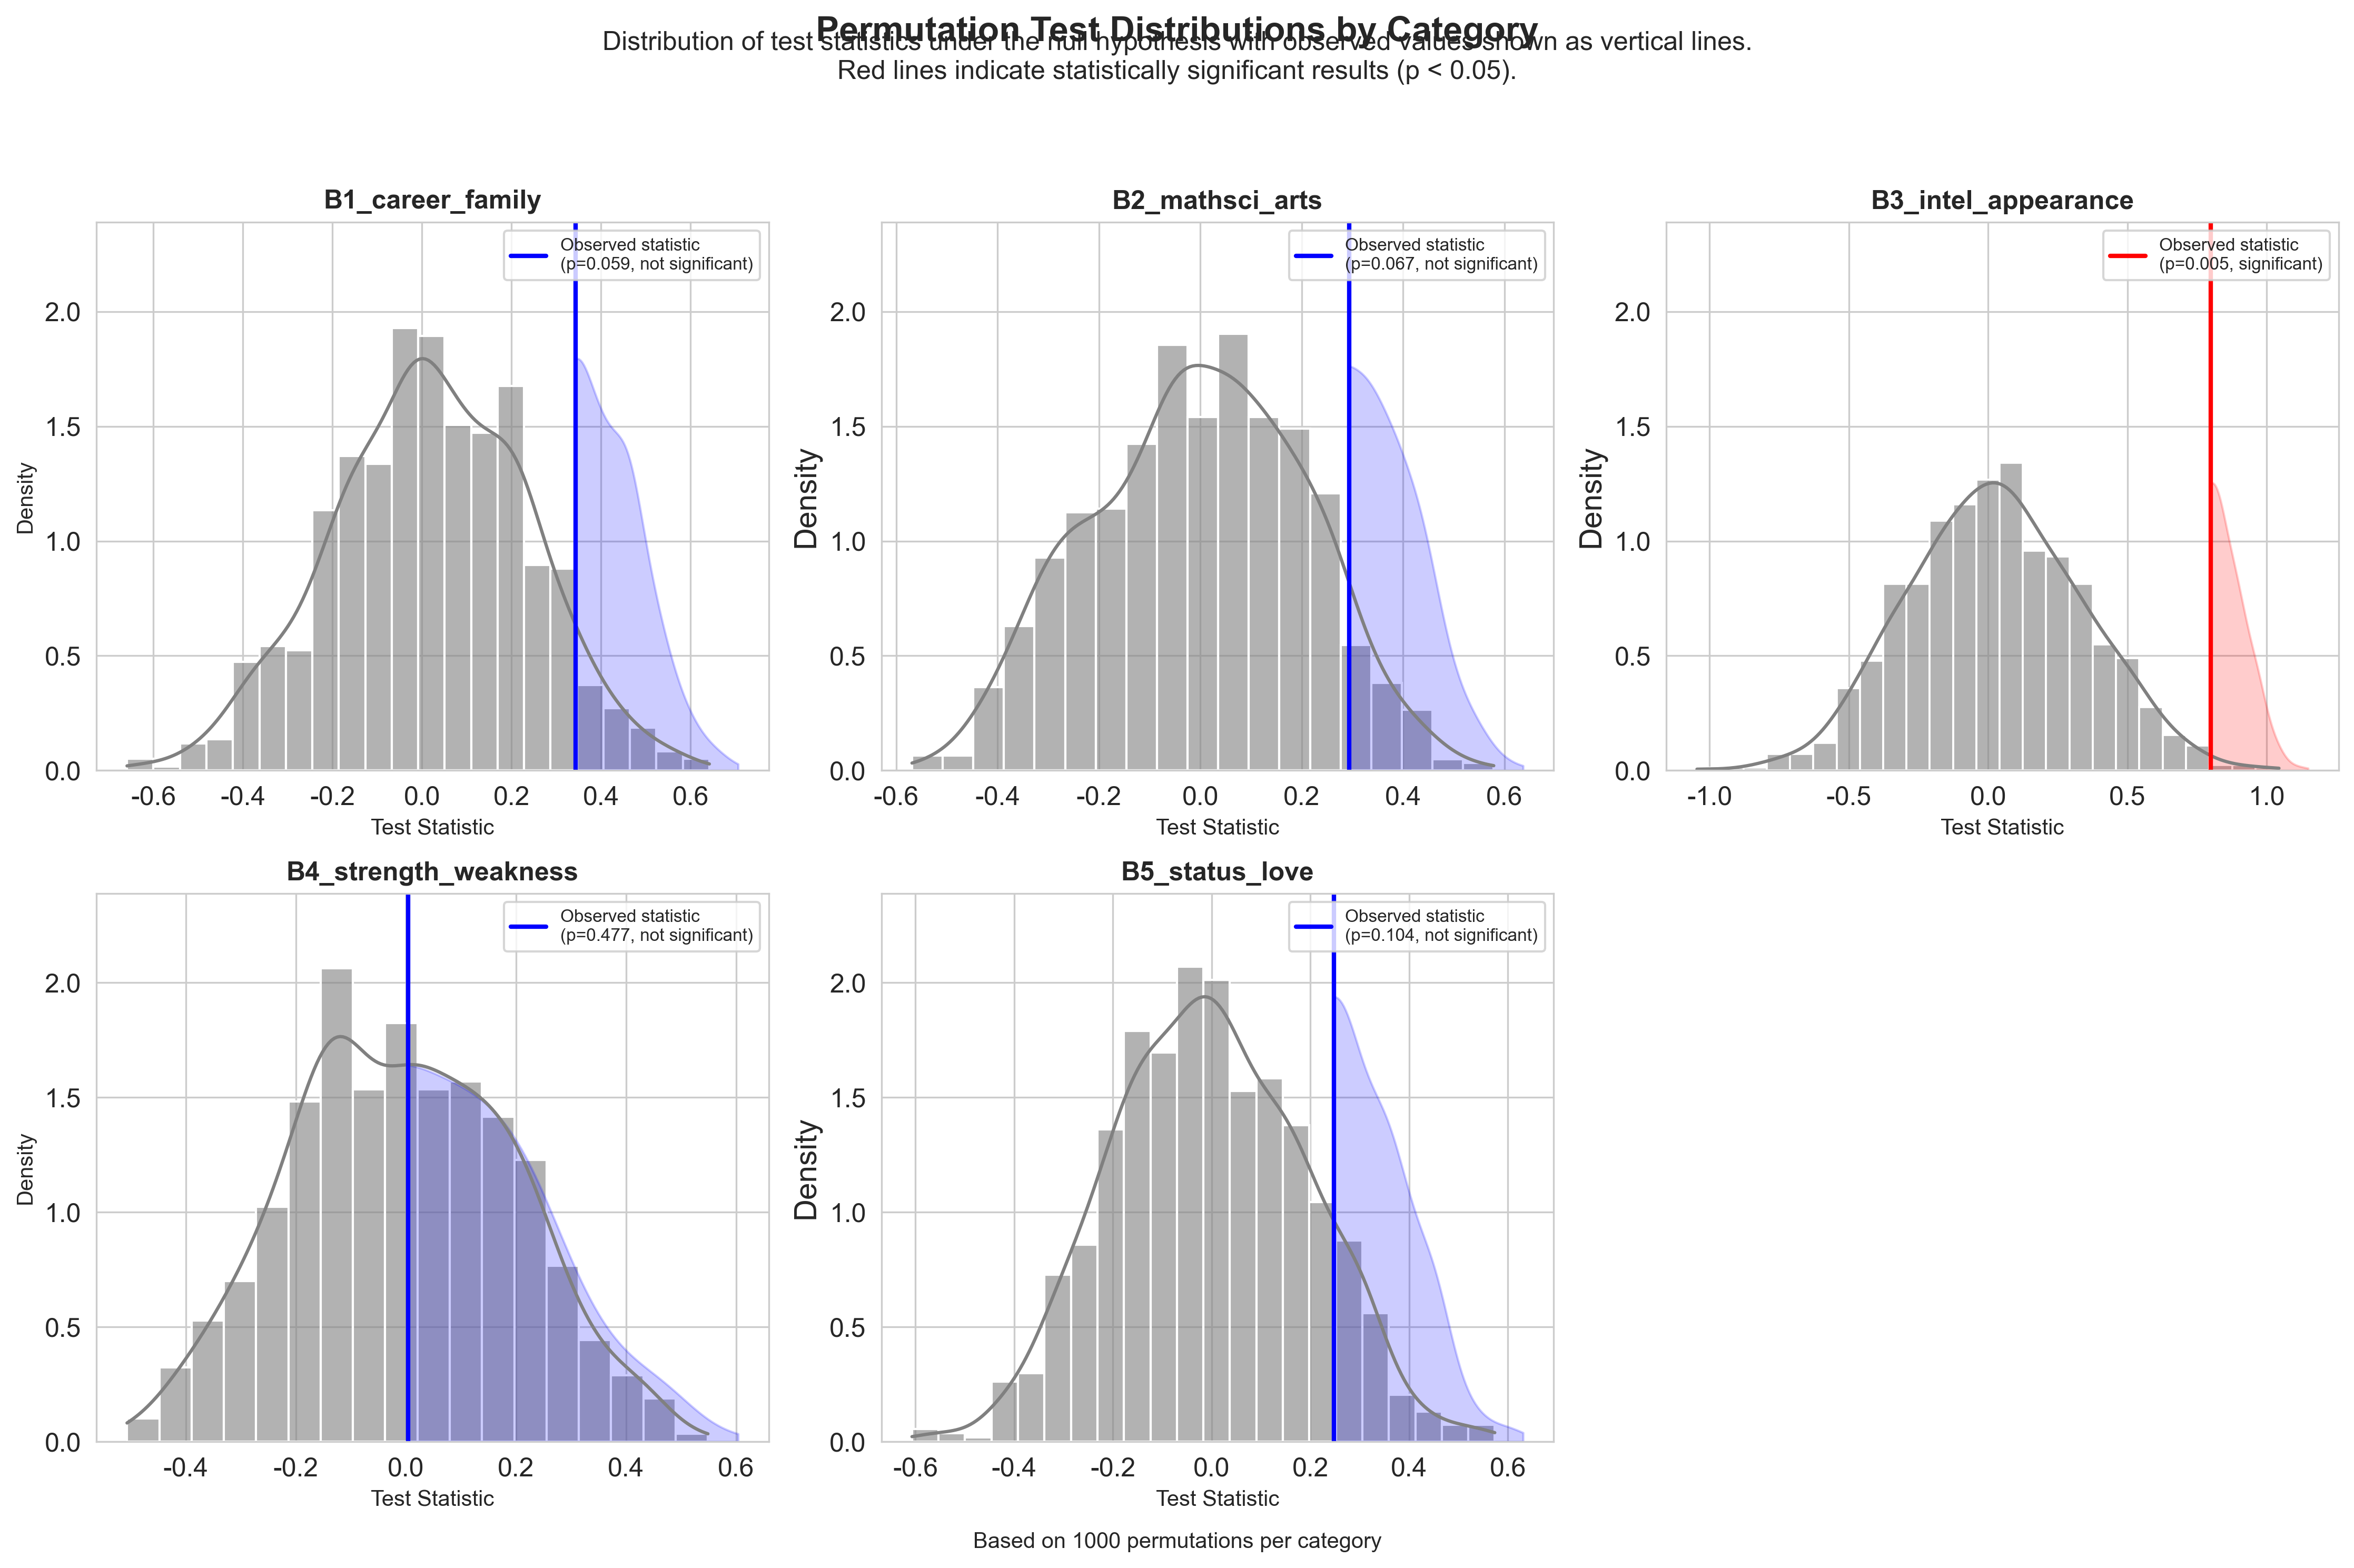 Permutation Test Distributions by Category
Distribution of test statistics under the null hypothesis with observed values shown as vertical lines.
Red lines indicate statistically significant results (p < 0.05).
B1_career_family
Observed statistic
(p=0.059, not significant)
Density
2.0
1.5
1.0
0.5
0.0
-0.6 -0.4 -0.2 0.0 0.2 0.4 0.6
Test Statistic
B2_mathsci_arts
Observed statistic
(p=0.067, not significant)
Density
2.0
1.5
1.0
0.5
0.0
-0.6 -0.4 -0.2 0.0 0.2 0.4 0.6
Test Statistic
B3_intel_appearance
Observed statistic
(p=0.005, significant)
Density
2.0
1.5
1.0
0.5
0.0
-1.0 -0.5 0.0 0.5 1.0
Test Statistic
B4_strength_weakness
Observed statistic
(p=0.477, not significant)
Density
2.0
1.5
1.0
0.5
0.0
-0.4 -0.2 0.0 0.2 0.4 0.6
Test Statistic
B5_status_love
Observed statistic
(p=0.104, not significant)
Density
2.0
1.5
1.0
0.5
0.0
-0.6 -0.4 -0.2 0.0 0.2 0.4 0.6
Test Statistic
Based on 1000 permutations per category